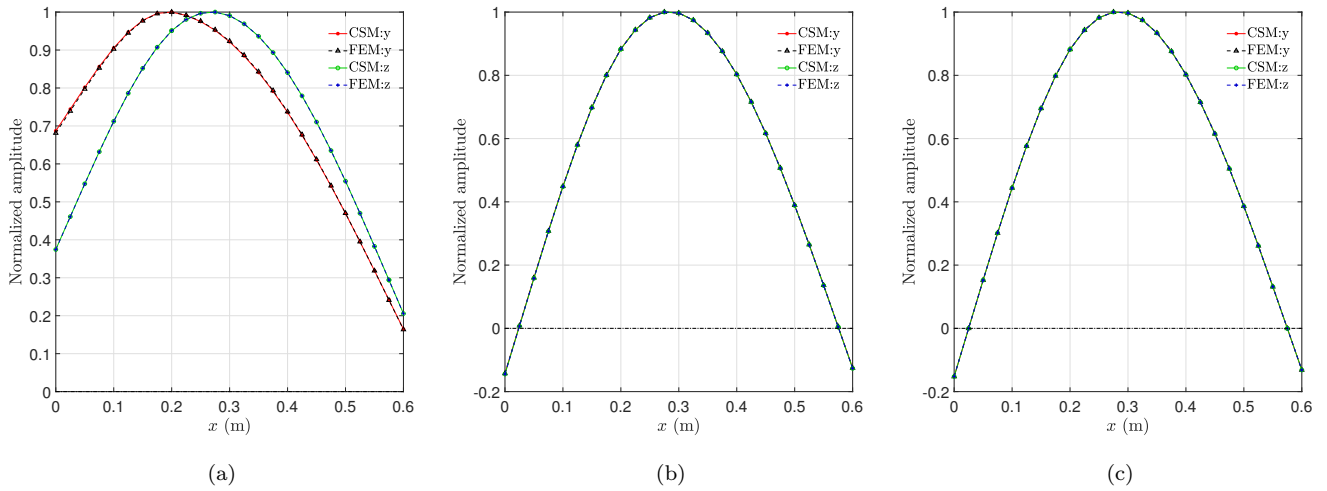 1
0.9
0.8
0.7
0.6
0.5
0.4
0.3
0.2
0.1
0
Normalized amplitude
CSM:y
FEM:y
CSM:z
FEM:z
0 0.1 0.2 0.3 0.4 0.5 0.6
x (m)
(a)
1
0.8
0.6
0.4
0.2
0
-0.2
Normalized amplitude
CSM:y
FEM:y
CSM:z
FEM:z
0 0.1 0.2 0.3 0.4 0.5 0.6
x (m)
(b)
1
0.8
0.6
0.4
0.2
0
-0.2
Normalized amplitude
CSM:y
FEM:y
CSM:z
FEM:z
0 0.1 0.2 0.3 0.4 0.5 0.6
x (m)
(c)